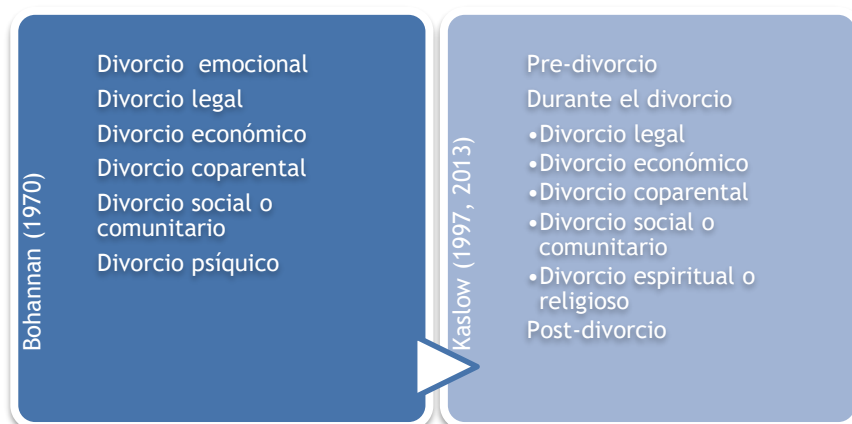 Bohannan (1970)
Divorcio emocional
Divorcio legal
Divorcio económico
Divorcio coparental
Divorcio social o
comunitario
Divorcio psíquico
Kaslow (1997, 2013)
Pre-divorcio
Durante el divorcio
•Divorcio legal
•Divorcio económico
•Divorcio coparental
•Divorcio social o
comunitario
•Divorcio espiritual o
religioso
Post-divorcio